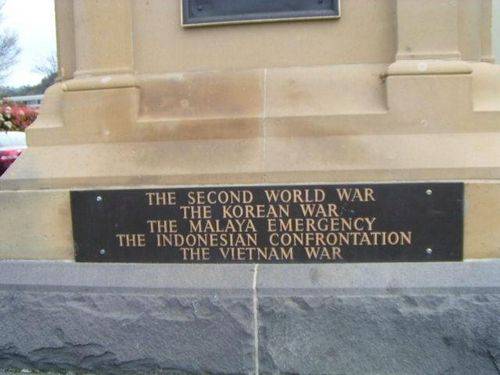 THE SECOND WORLD WAR
THE KOREAN WAR
THE MALAYA EMERGENCY
THE INDONESIAN CONFRONTATION
THE VIETNAM WAR